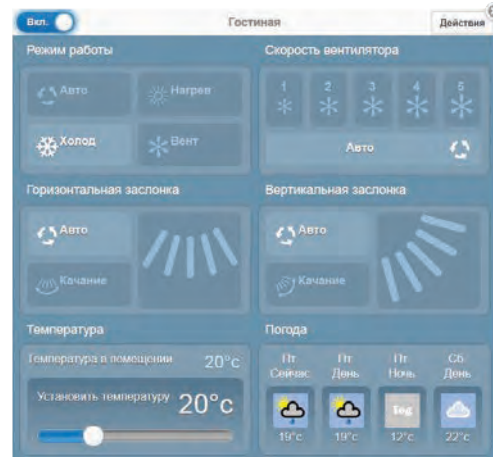 Вкл.
Гостиная
Действия
Режим работы
Авто
Нагрев
Холод
Вент
Скорость вентилятора
1 2 3 4 5
Авто
Горизонтальная заслонка
Авто
Качание
Вертикальная заслонка
Авто
Качание
Температура
Температура в помещении 20°c
Установить температуру 20°c
Погода
Пт Пт Пт Сб
Сейчас День Ночь День
19°c 19°c 12°c 22°c